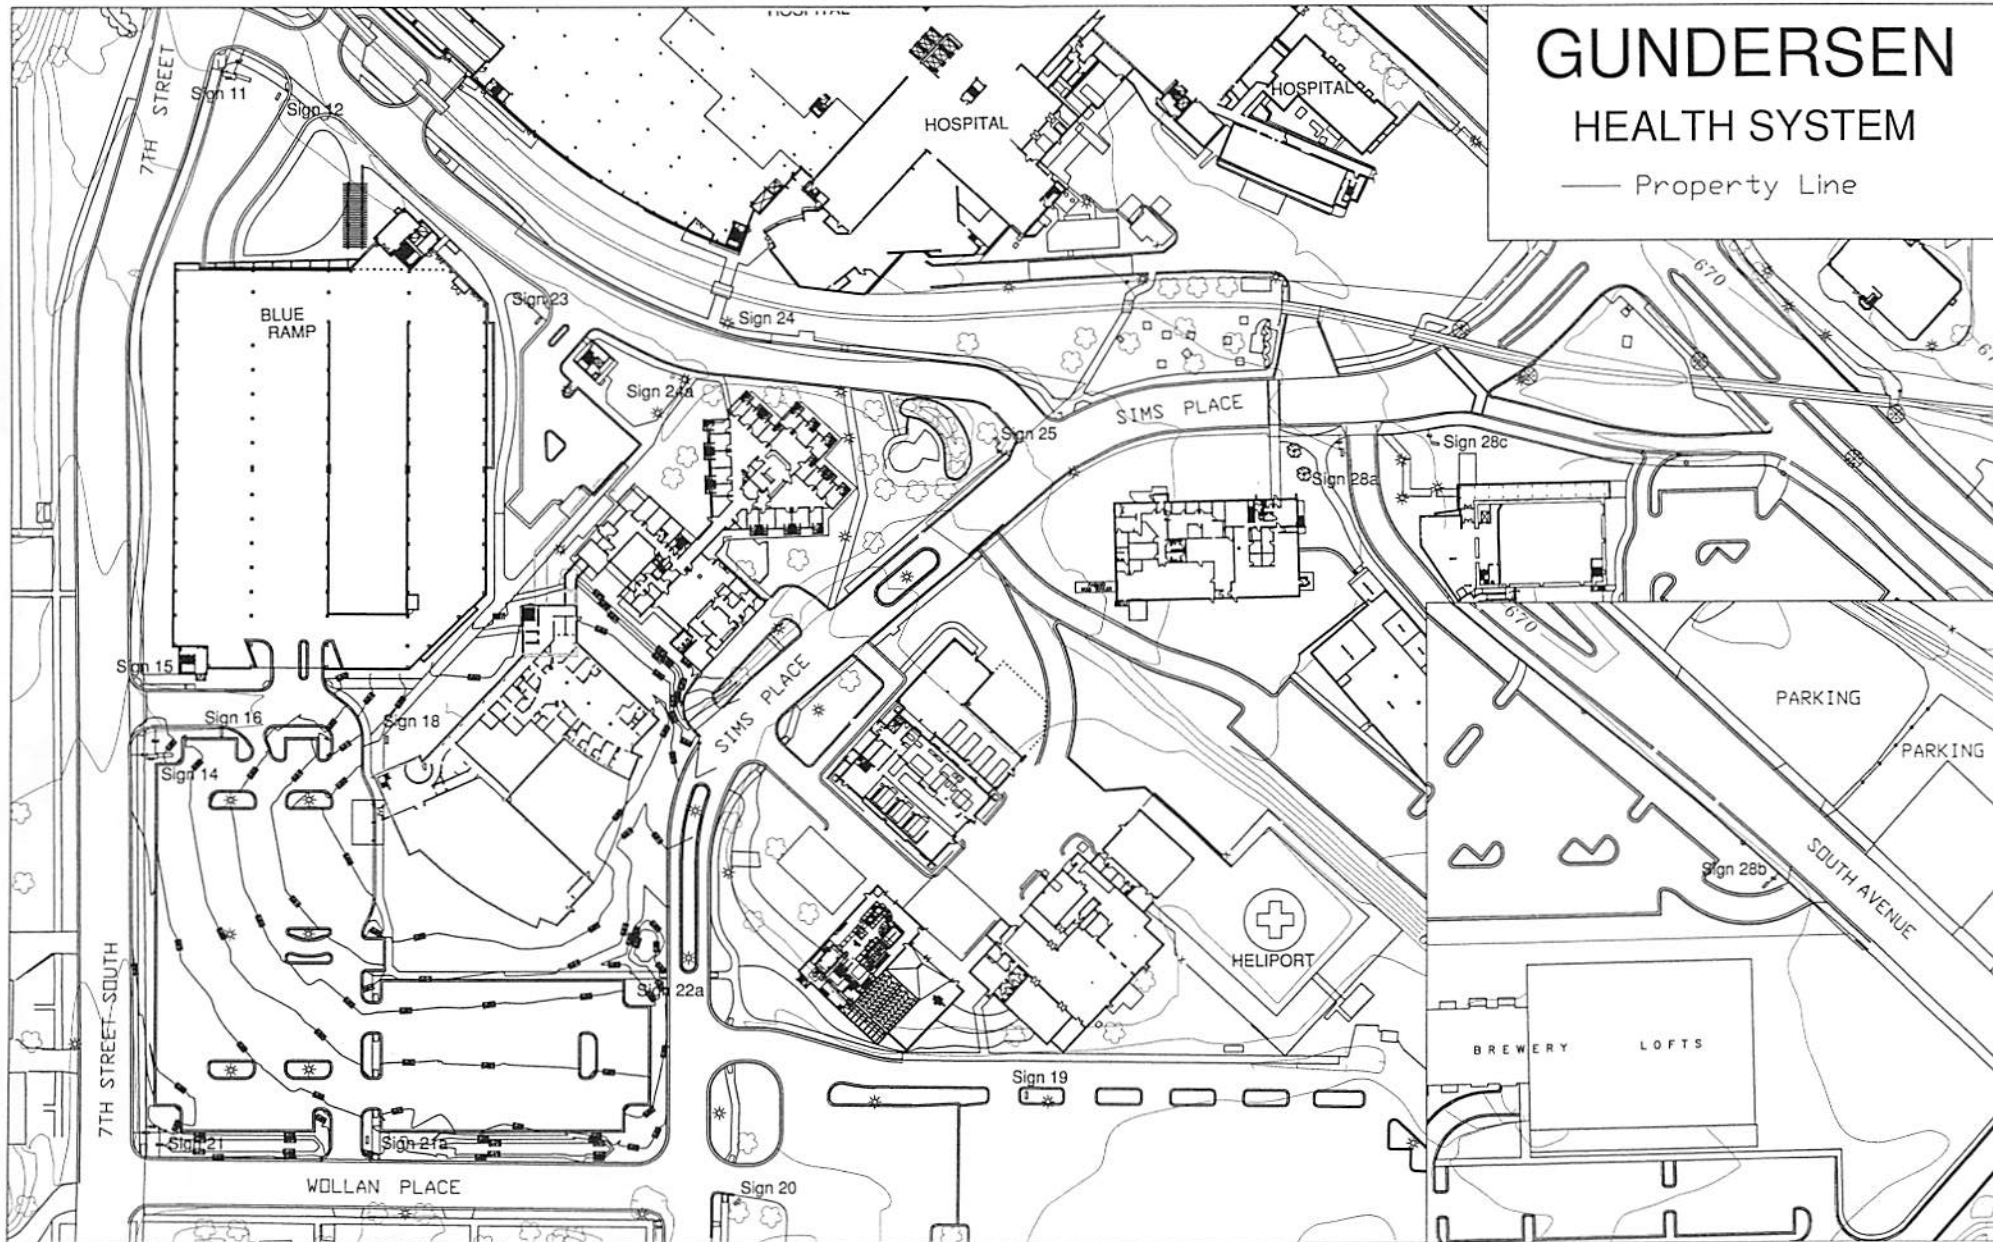 HOSPITAL
GUNDERSEN
HEALTH SYSTEM
Property Line
7TH STREET
Sign 11
Sign 12
HOSPITAL
HOSPITAL
BLUE
RAMP
Sign 23
Sign 24
670
Sign 24a
SIMS PLACE
Sign 25
Sign 28c
Sign 28a
670
Sign 15
Sign 16
Sign 18
Sign 14
SIMS PLACE
PARKING
PARKING
SOUTH AVENUE
Sign 28b
HELIPORT
7TH STREET SOUTH
Sign 22a
BREWERY LOFTS
Sign 19
Sign 21
Sign 21a
WOLLAN PLACE
Sign 20